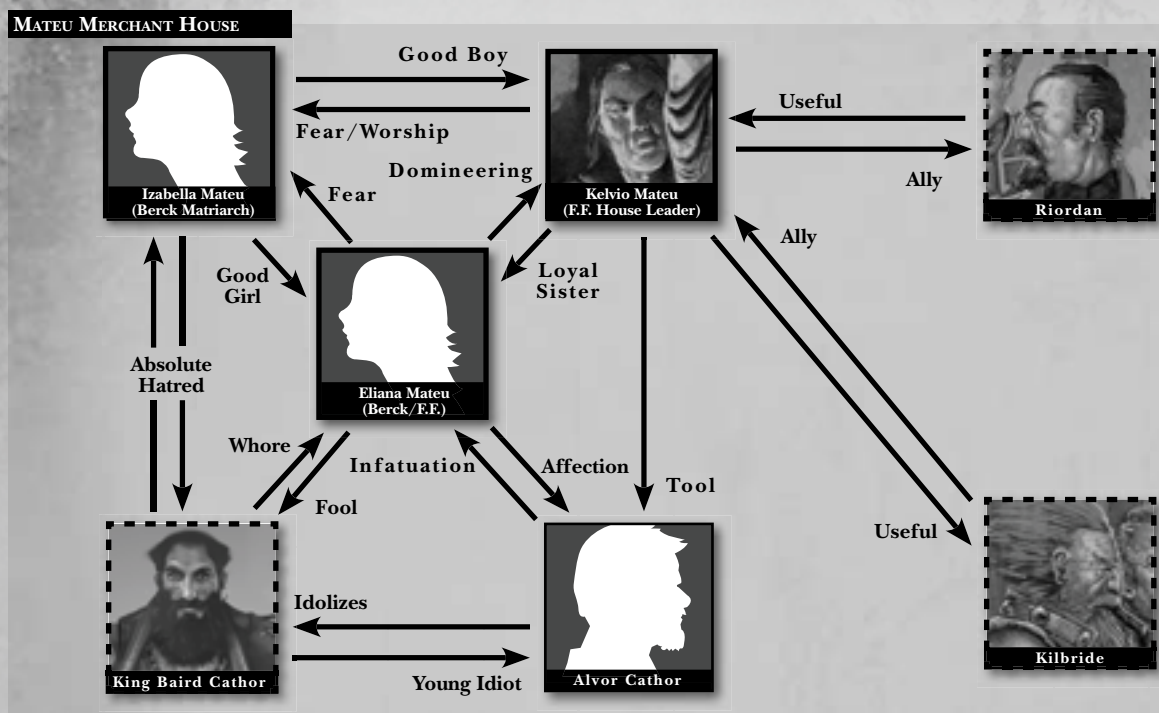 Mateu Merchant House
Good Boy
Useful
Fear/Worship
Domineering
Fear
Izabella Mateu
(Berck Matriarch)
Kelvio Mateu
(F.F. House Leader)
Ally
Riordan
Ally
Good
Girl
Loyal
Sister
Absolute
Hatred
Eliana Mateu
(Berck/F.F.)
Whore
Infatuation
Affection
Tool
Fool
Useful
Idolizes
Kilbride
King Baird Cathor
Young Idiot
Alvor Cathor